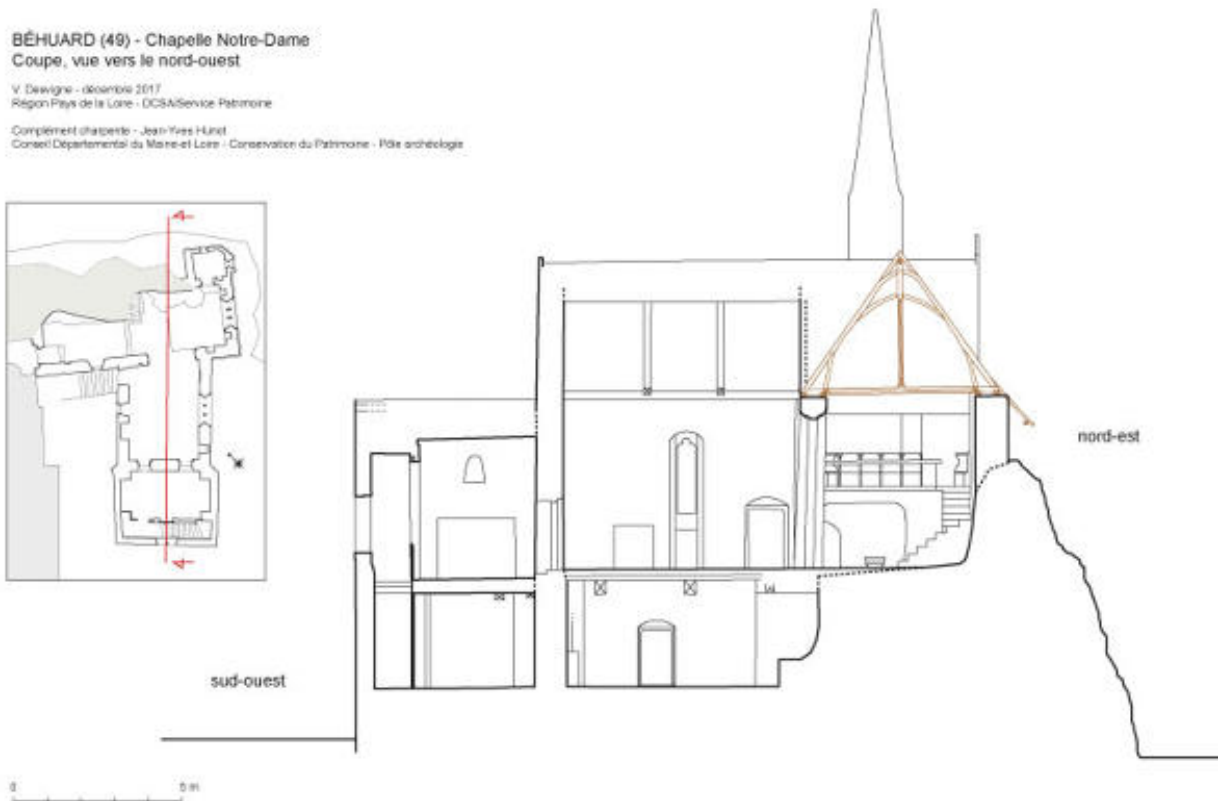 BÉHUARD (49) - Chapelle Notre-Dame
Coupe, vue vers le nord-ouest
V. Desvigne - décembre 2017
Région Pays de la Loire - DCSA/Service Patrimoine
Complément charpente - Jean-Yves Hunot
Conseil Départemental du Maine-et-Loire - Conservation du Patrimoine - Pôle archéologie
nord-est
sud-ouest
0 5 m